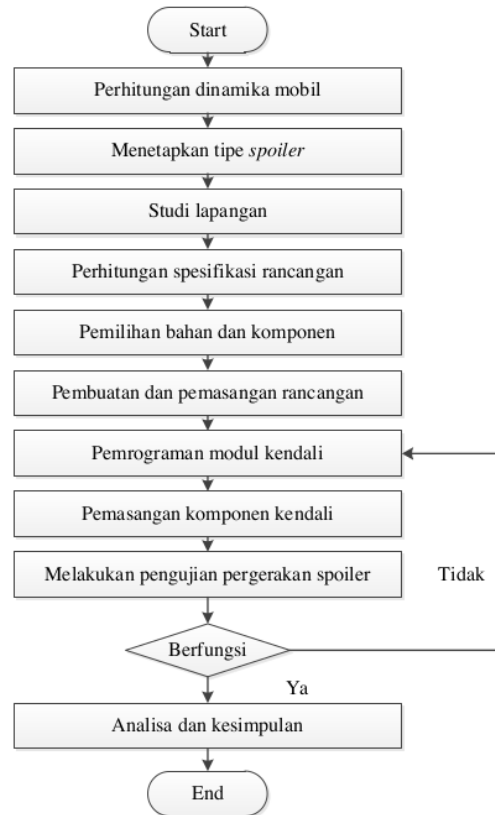 Start
Perhitungan dinamika mobil
Menetapkan tipe spoiler
Studi lapangan
Perhitungan spesifikasi rancangan
Pemilihan bahan dan komponen
Pembuatan dan pemasangan rancangan
Pemrograman modul kendali
Pemasangan komponen kendali
Melakukan pengujian pergerakan spoiler
Tidak
Berfungsi
Ya
Analisa dan kesimpulan
End